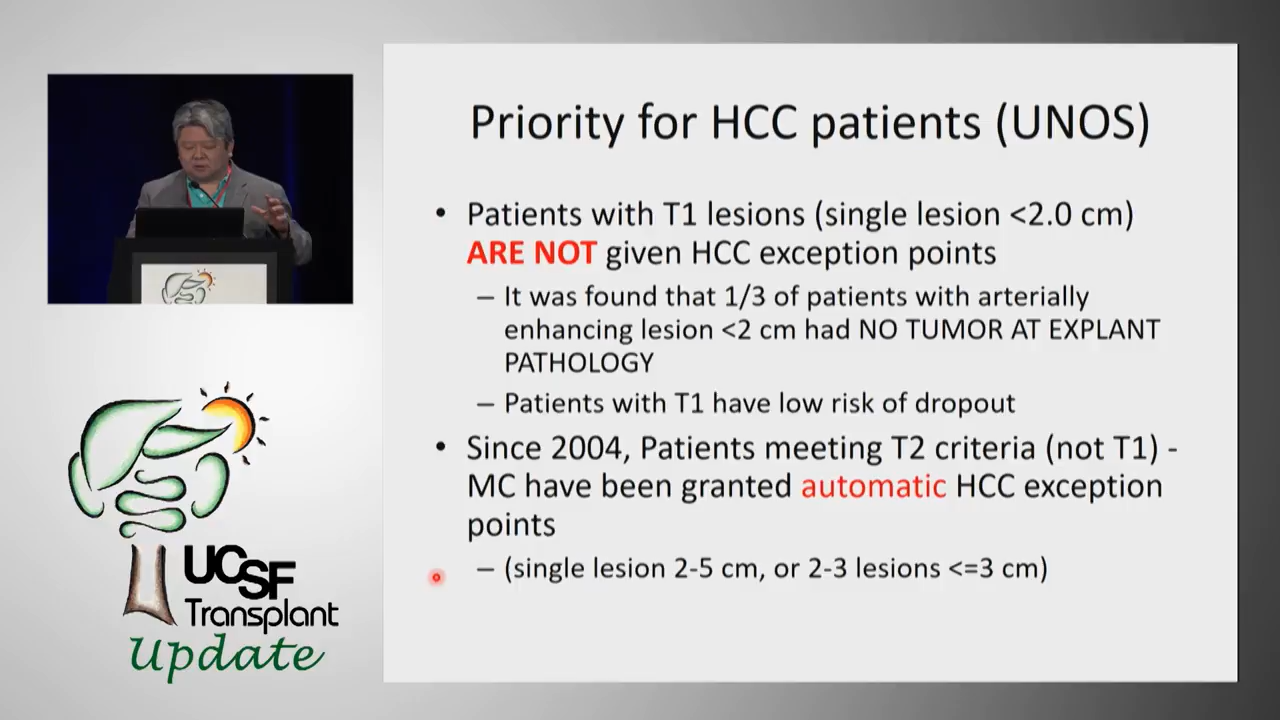 Priority for HCC patients (UNOS)
• Patients with T1 lesions (single lesion <2.0 cm)
ARE NOT given HCC exception points
– It was found that 1/3 of patients with arterially
enhancing lesion <2 cm had NO TUMOR AT EXPLANT
PATHOLOGY
– Patients with T1 have low risk of dropout
• Since 2004, Patients meeting T2 criteria (not T1) -
MC have been granted automatic HCC exception
points
– (single lesion 2-5 cm, or 2-3 lesions <=3 cm)
UCSF
Transplant
Update